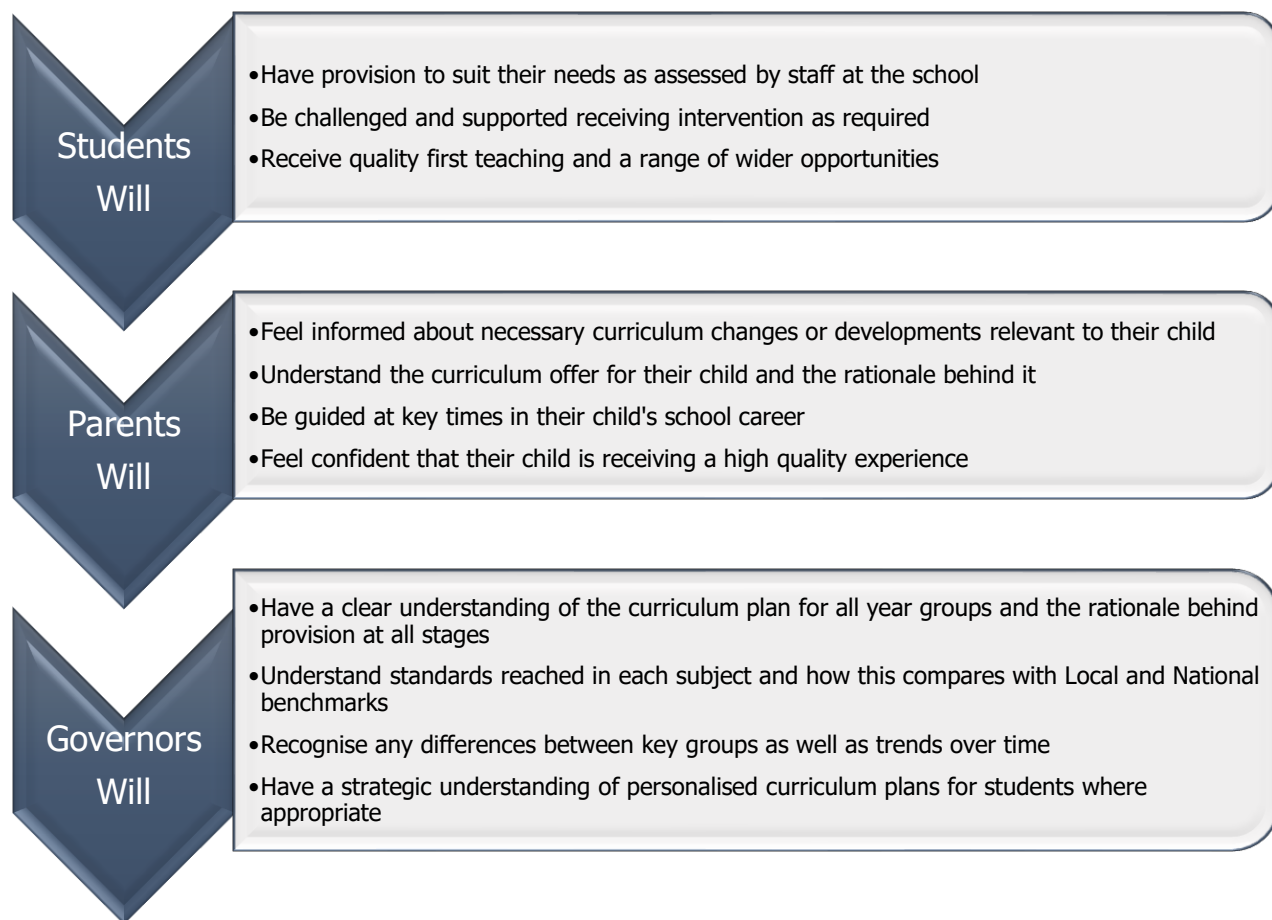 Students
Will
•Have provision to suit their needs as assessed by staff at the school
•Be challenged and supported receiving intervention as required
•Receive quality first teaching and a range of wider opportunities
Parents
Will
•Feel informed about necessary curriculum changes or developments relevant to their child
•Understand the curriculum offer for their child and the rationale behind it
•Be guided at key times in their child's school career
•Feel confident that their child is receiving a high quality experience
Governors
Will
•Have a clear understanding of the curriculum plan for all year groups and the rationale behind
provision at all stages
•Understand standards reached in each subject and how this compares with Local and National
benchmarks
•Recognise any differences between key groups as well as trends over time
•Have a strategic understanding of personalised curriculum plans for students where
appropriate